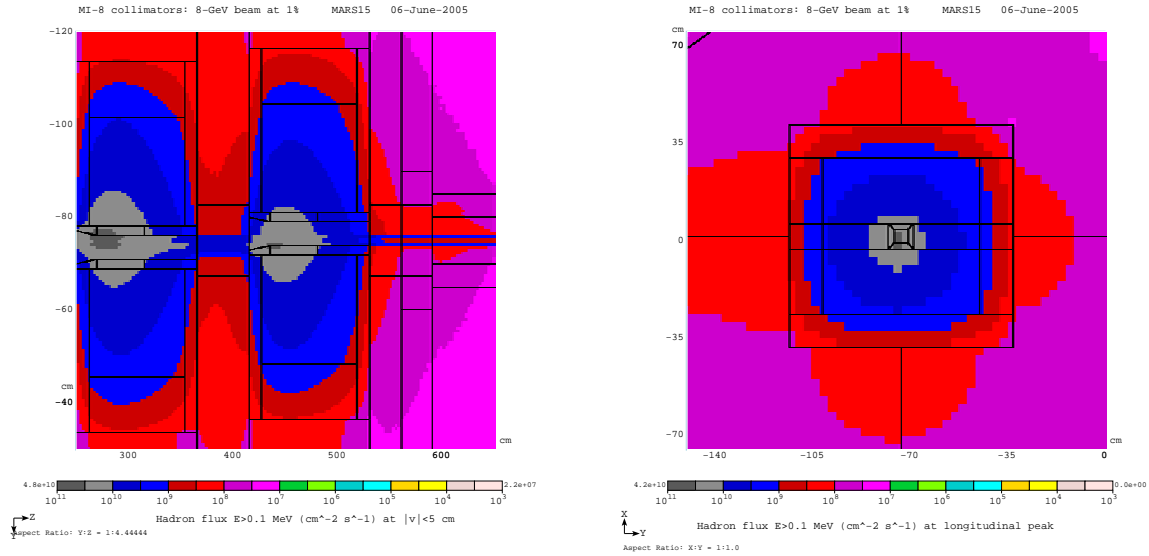 MI-8 collimators: 8-GeV beam at 1% MARS15 06-June-2005
-120
-100
-80
-60
cm
-40
cm
300 400 500 600
4.8e+10 2.2e+07
10^11 10^10 10^9 10^8 10^7 10^6 10^5 10^4 10^3
Z
Hadron flux E>0.1 MeV (cm^-2 s^-1) at |v|<5 cm
Y
Aspect Ratio: Y:Z = 1:4.44444
MI-8 collimators: 8-GeV beam at 1% MARS15 06-June-2005
cm
70
35
0
-35
-70
cm
-140 -105 -70 -35 0
4.2e+10 0.0e+00
10^11 10^10 10^9 10^8 10^7 10^6 10^5 10^4 10^3
X
Hadron flux E>0.1 MeV (cm^-2 s^-1) at longitudinal peak
Y
Aspect Ratio: X:Y = 1:1.0